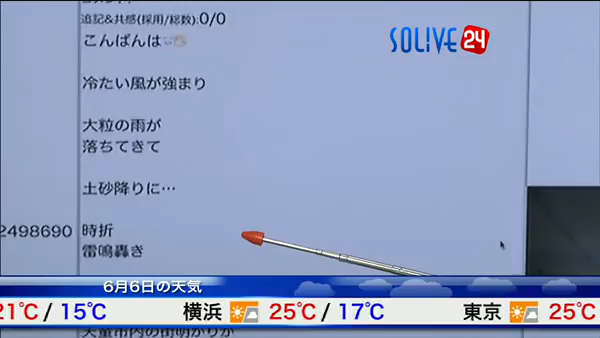 追記&共感(採用/総数):0/0
こんばんは
SOLIVE24
冷たい風が強まり
大粒の雨が
落ちてきて
土砂降りに…
2498690 時折
雷鳴轟き
6月6日の天気
21℃/15℃ 横浜 25℃/17℃ 東京 25℃